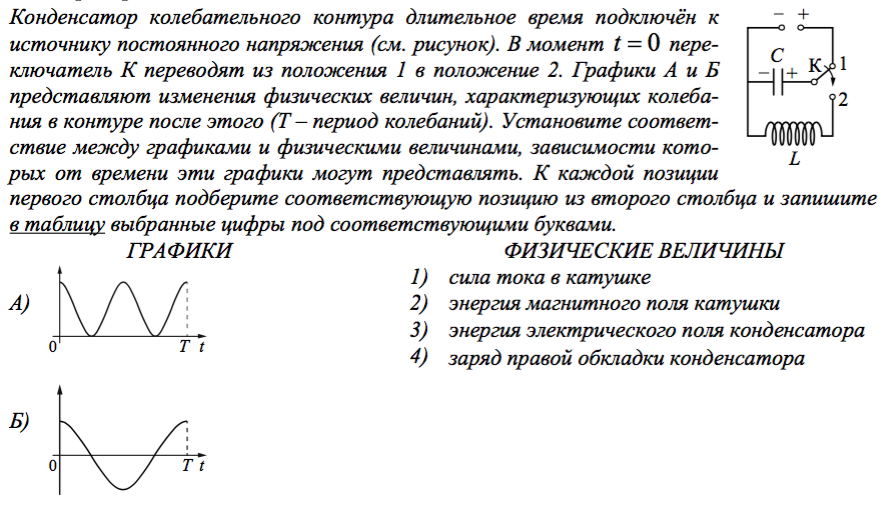 Конденсатор колебательного контура длительное время подключён к
источнику постоянного напряжения (см. рисунок). В момент t = 0 пере-
ключатель К переводят из положения 1 в положение 2. Графики А и Б
представляют изменения физических величин, характеризующих колеба-
ния в контуре после этого (T – период колебаний). Установите соответ-
ствие между графиками и физическими величинами, зависимости кото-
рых от времени эти графики могут представлять. К каждой позиции
первого столбца подберите соответствующую позицию из второго столбца и запишите
в таблицу выбранные цифры под соответствующими буквами.
– +
C
– +
К
1
2
L
ГРАФИКИ
А)
0 T t
Б)
0 T t
ФИЗИЧЕСКИЕ ВЕЛИЧИНЫ
1) сила тока в катушке
2) энергия магнитного поля катушки
3) энергия электрического поля конденсатора
4) заряд правой обкладки конденсатора